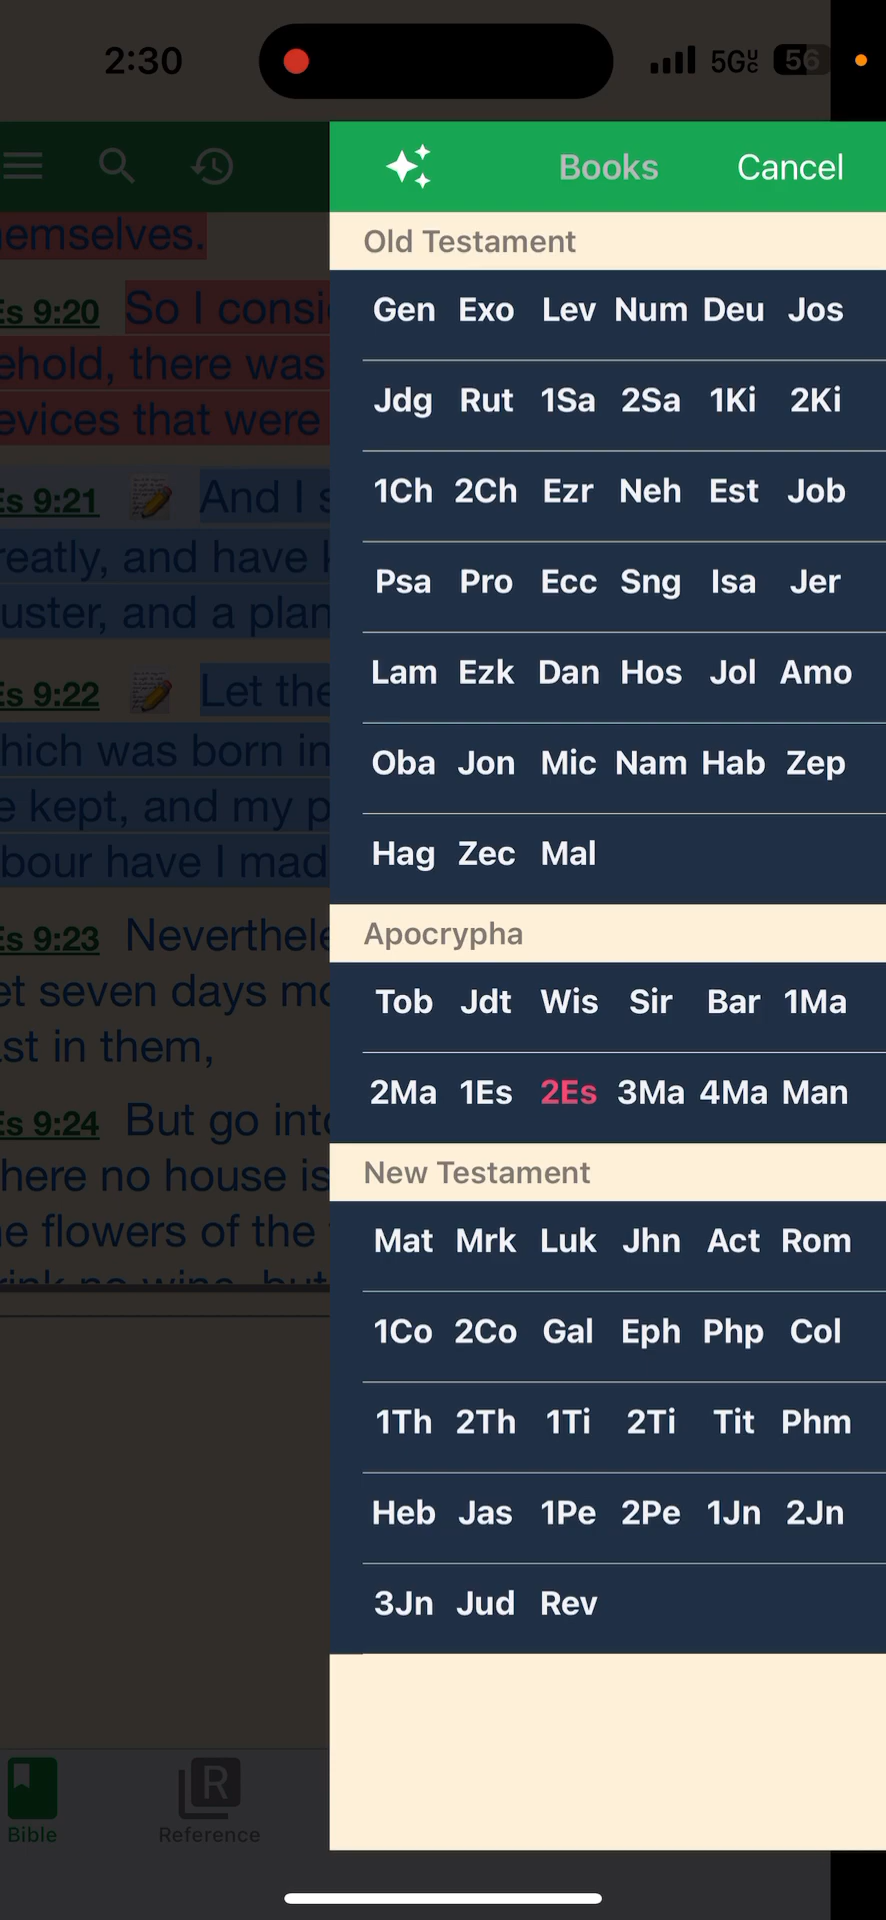 2:30 5GUC 56
Books Cancel
Old Testament
Gen Exo Lev Num Deu Jos
Jdg Rut 1Sa 2Sa 1Ki 2Ki
1Ch 2Ch Ezr Neh Est Job
Psa Pro Ecc Sng Isa Jer
Lam Ezk Dan Hos Jol Amo
Oba Jon Mic Nam Hab Zep
Hag Zec Mal
Apocrypha
Tob Jdt Wis Sir Bar 1Ma
2Ma 1Es 2Es 3Ma 4Ma Man
New Testament
Mat Mrk Luk Jhn Act Rom
1Co 2Co Gal Eph Php Col
1Th 2Th 1Ti 2Ti Tit Phm
Heb Jas 1Pe 2Pe 1Jn 2Jn
3Jn Jud Rev
emselves.
Es 9:20 So I consi
ehold, there was
evices that were
Es 9:21 And I s
reatly, and have
uster, and a plan
Es 9:22 Let the
hich was born in
e kept, and my p
bour have I mad
Es 9:23 Neverthele
et seven days mo
st in them,
Es 9:24 But go into
here no house is
e flowers of the
rink no wine, but
R
Bible Reference